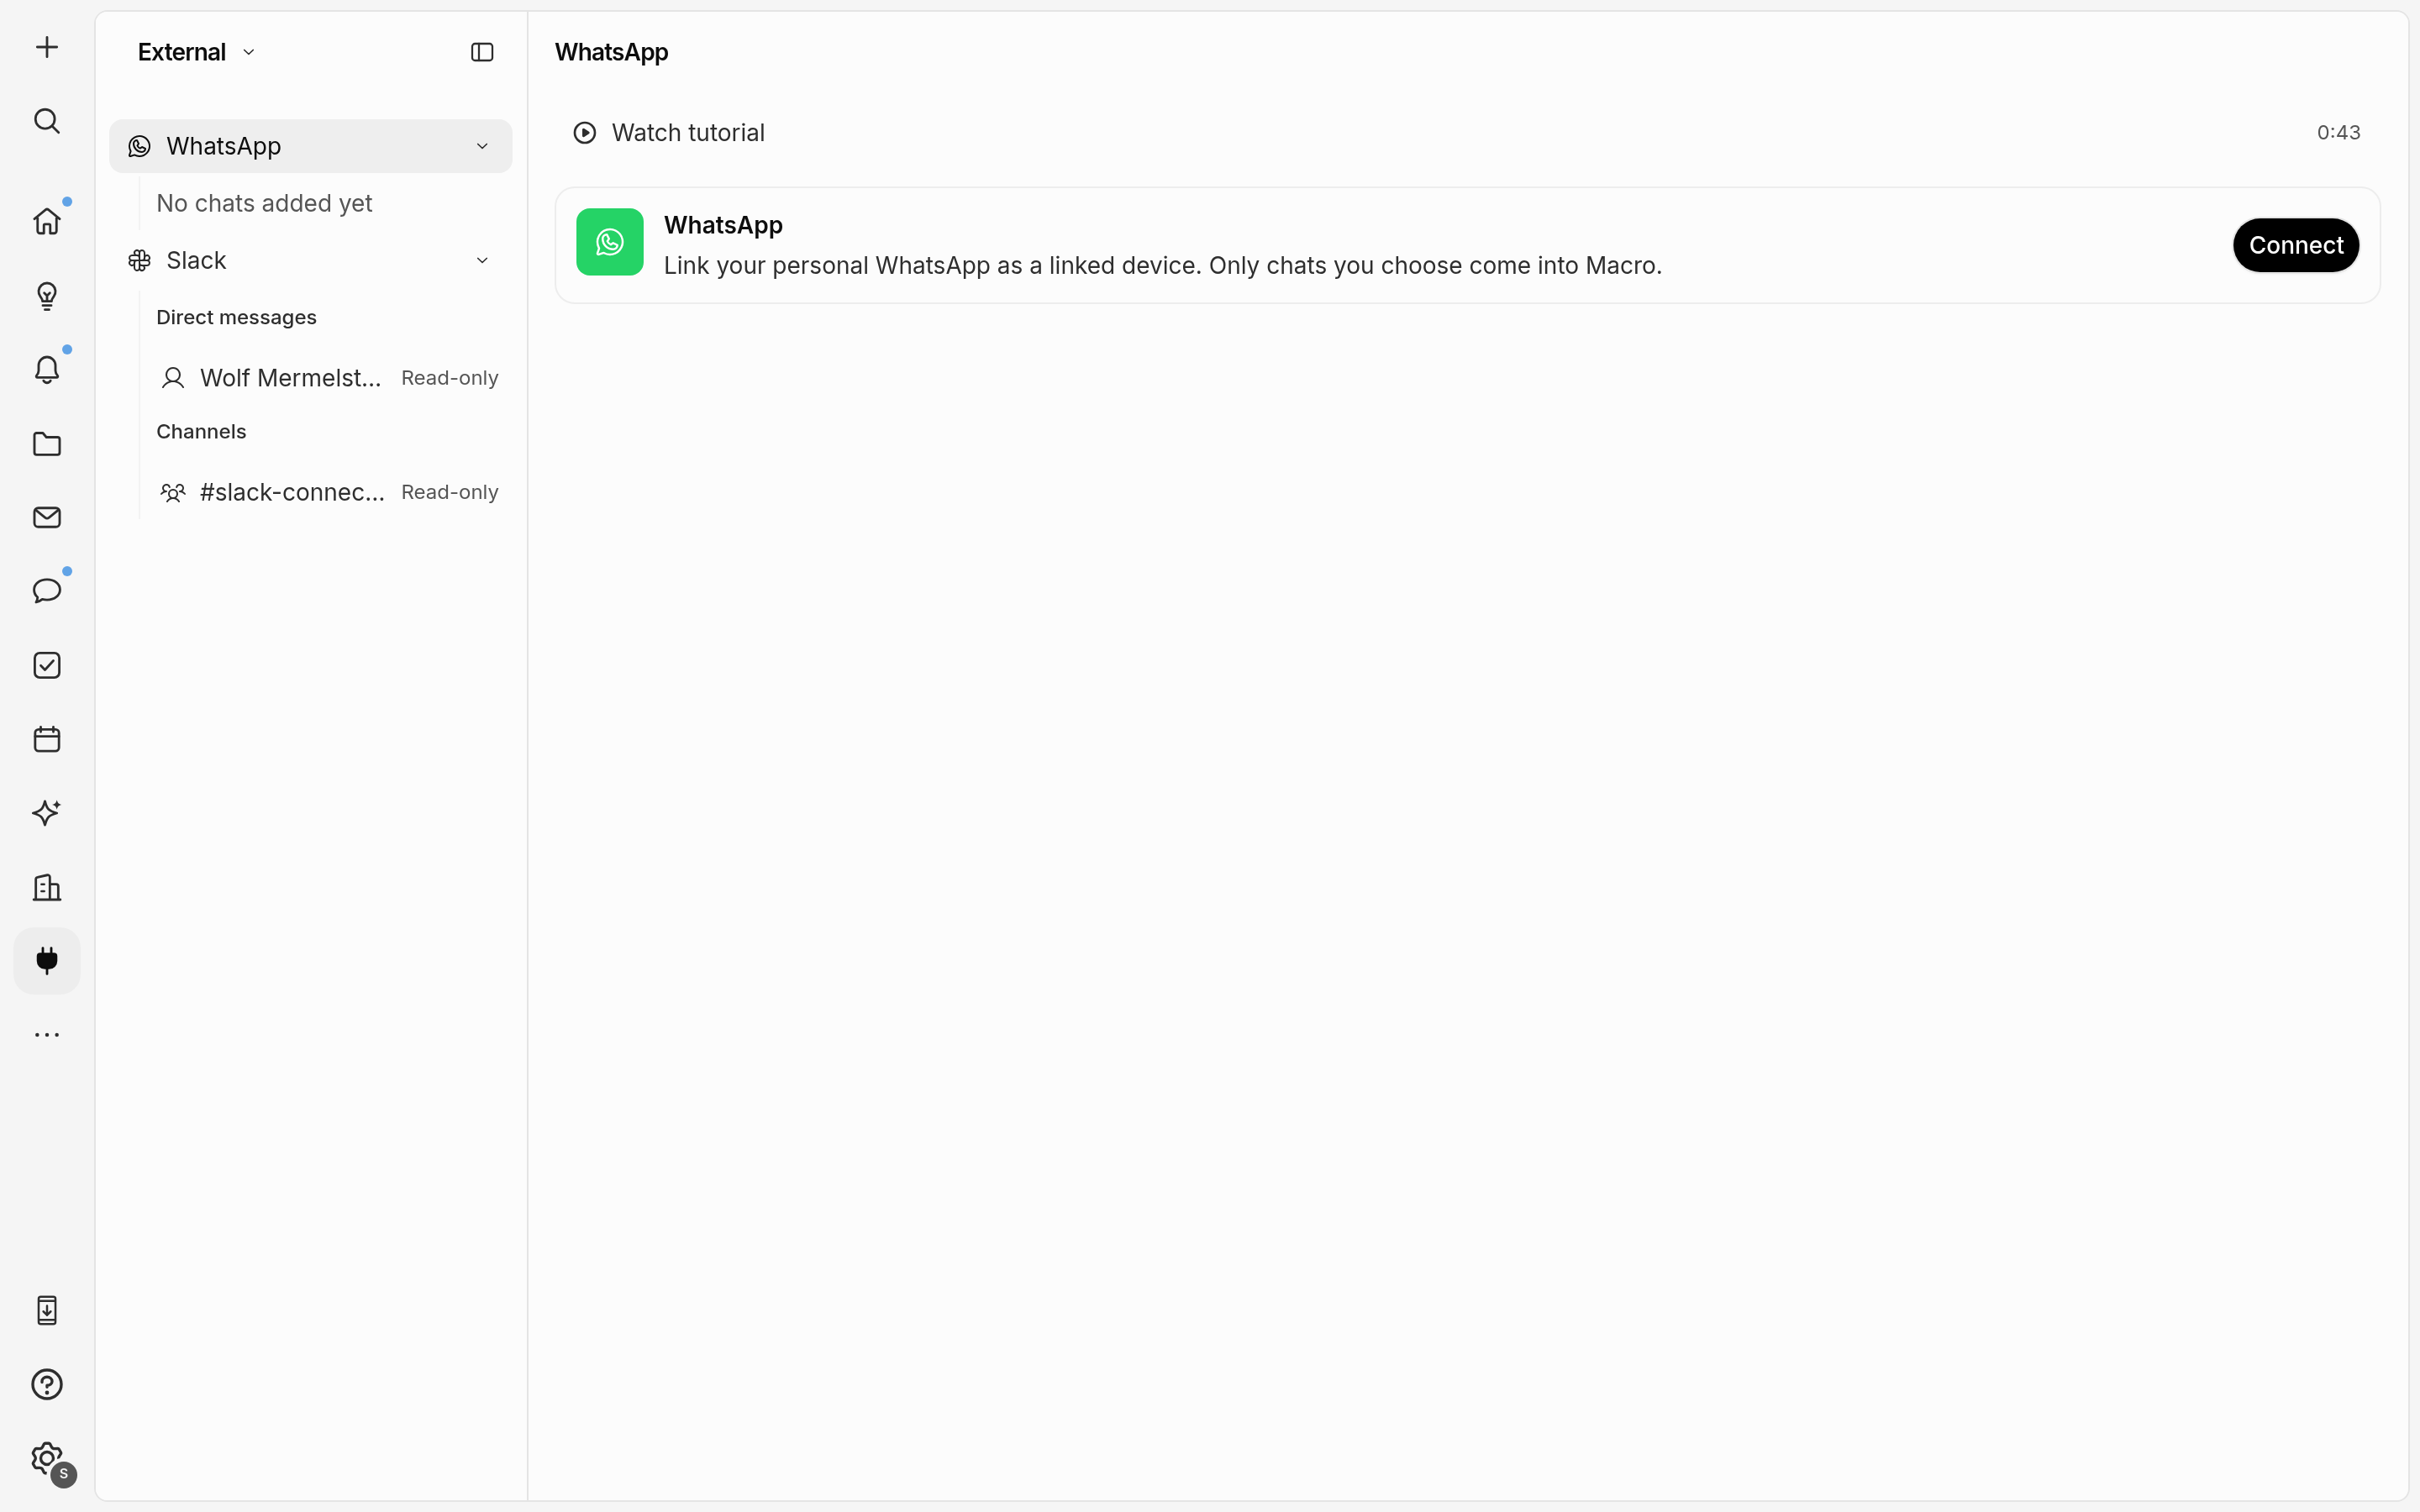 External
WhatsApp
No chats added yet
Slack
Direct messages
Wolf Mermelst... Read-only
Channels
#slack-connec... Read-only
WhatsApp
Watch tutorial 0:43
WhatsApp
Link your personal WhatsApp as a linked device. Only chats you choose come into Macro.
Connect
S